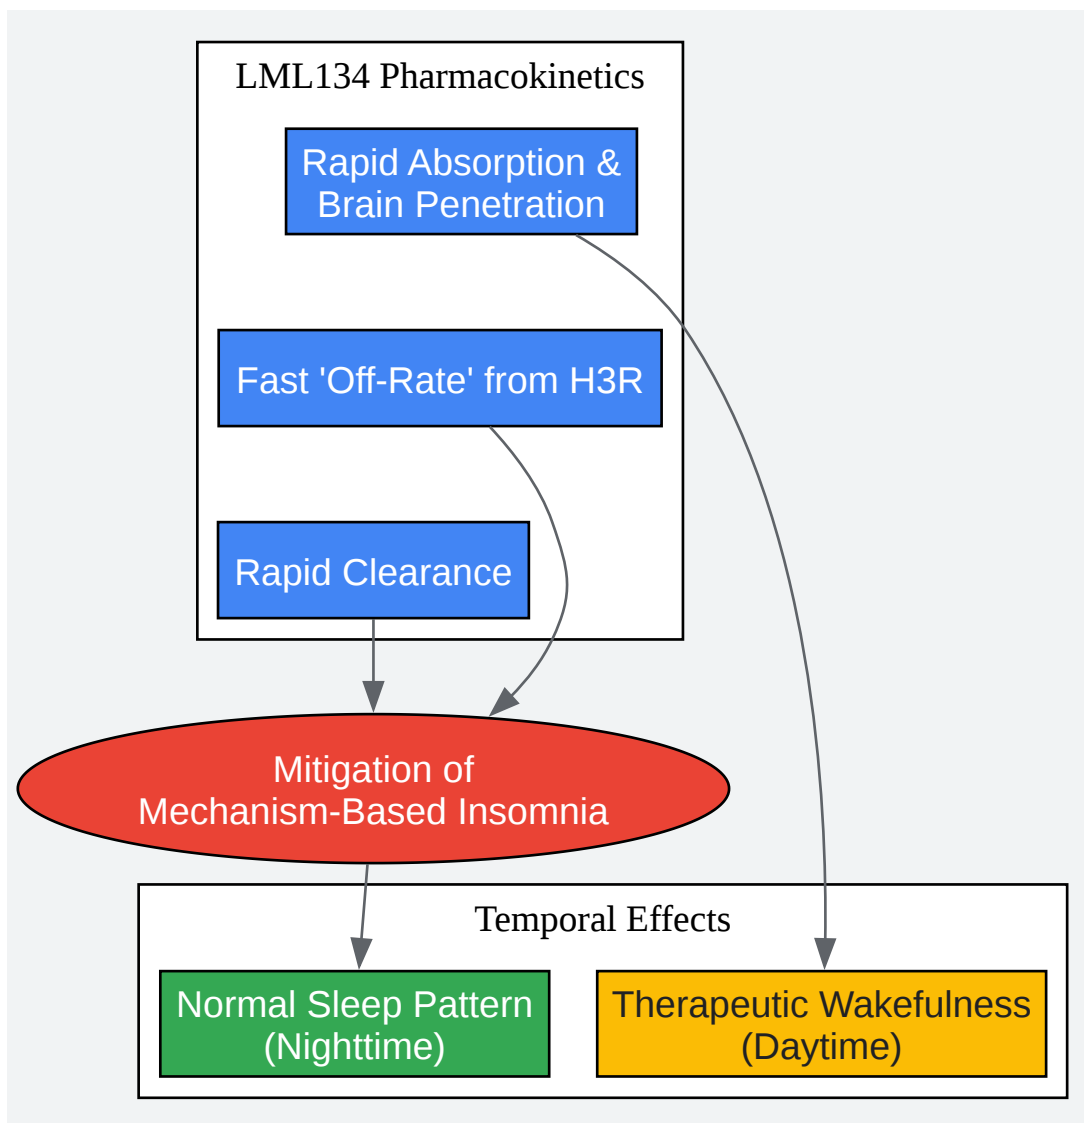 LML134 Pharmacokinetics
Rapid Absorption &
Brain Penetration
Fast 'Off-Rate' from H3R
Rapid Clearance
Mitigation of
Mechanism-Based Insomnia
Temporal Effects
Normal Sleep Pattern
(Nighttime)
Therapeutic Wakefulness
(Daytime)